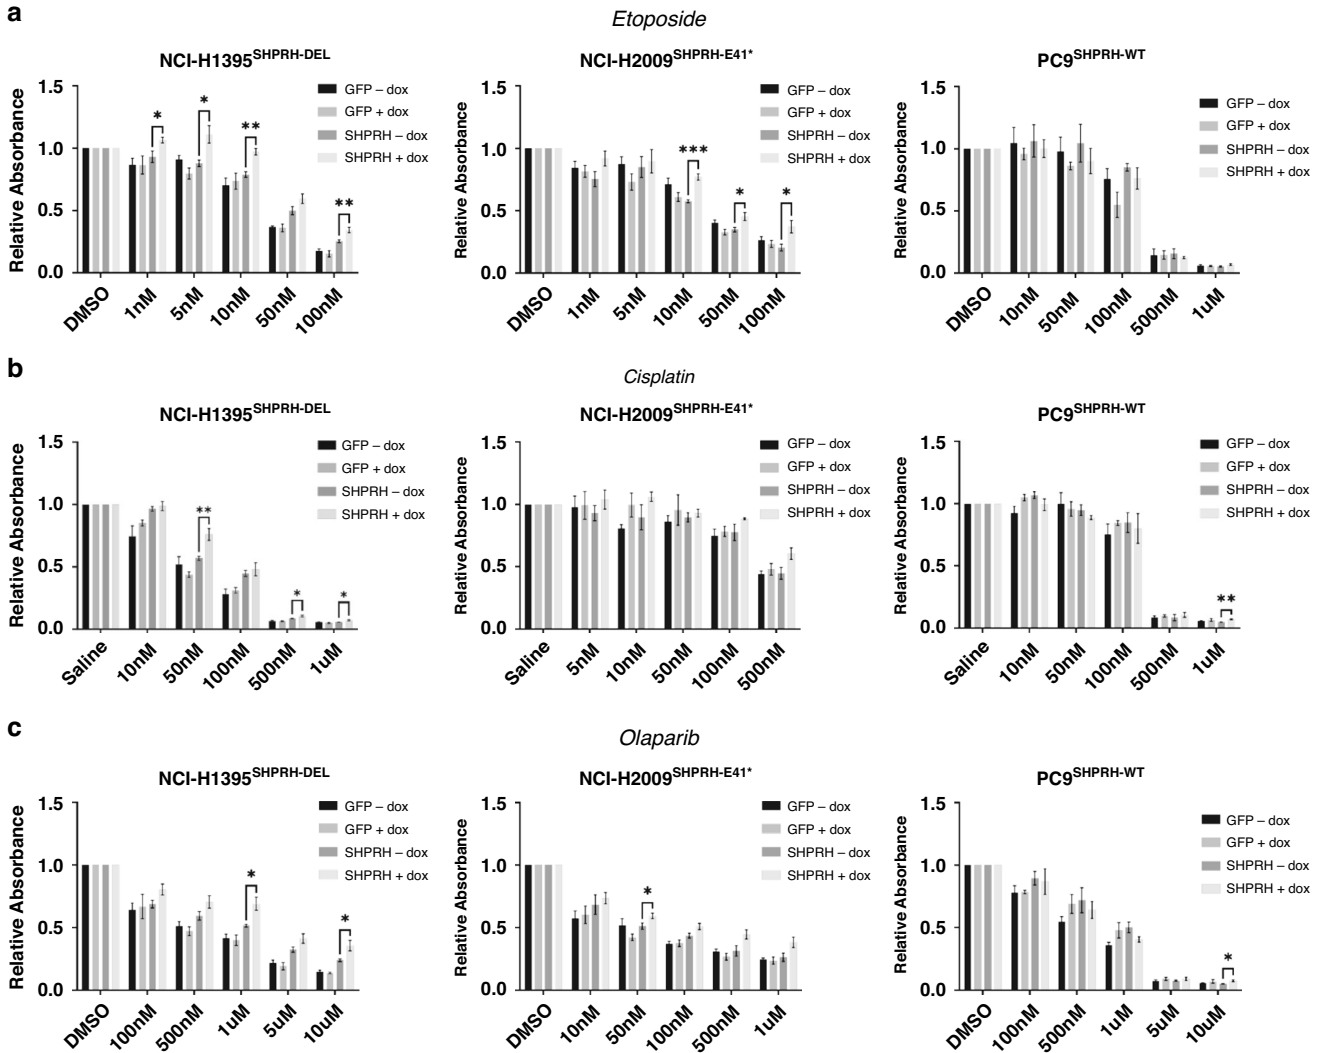 a
Etoposide
NCI-H1395SHPRH-DEL
1.5
1.0
0.5
0.0
Relative Absorbance
* * ** **
GFP – dox
GFP + dox
SHPRH – dox
SHPRH + dox
DMSO 1nM 5nM 10nM 50nM 100nM
NCI-H2009SHPRH-E41*
1.5
1.0
0.5
0.0
Relative Absorbance
*** * *
GFP – dox
GFP + dox
SHPRH – dox
SHPRH + dox
DMSO 1nM 5nM 10nM 50nM 100nM
PC9SHPRH-WT
1.5
1.0
0.5
0.0
Relative Absorbance
GFP – dox
GFP + dox
SHPRH – dox
SHPRH + dox
DMSO 10nM 50nM 100nM 500nM 1uM
b
Cisplatin
NCI-H1395SHPRH-DEL
1.5
1.0
0.5
0.0
Relative Absorbance
** * *
GFP – dox
GFP + dox
SHPRH – dox
SHPRH + dox
Saline 10nM 50nM 100nM 500nM 1uM
NCI-H2009SHPRH-E41*
1.5
1.0
0.5
0.0
Relative Absorbance
GFP – dox
GFP + dox
SHPRH – dox
SHPRH + dox
Saline 5nM 10nM 50nM 100nM 500nM
PC9SHPRH-WT
1.5
1.0
0.5
0.0
Relative Absorbance
**
GFP – dox
GFP + dox
SHPRH – dox
SHPRH + dox
Saline 10nM 50nM 100nM 500nM 1uM
c
Olaparib
NCI-H1395SHPRH-DEL
1.5
1.0
0.5
0.0
Relative Absorbance
* *
GFP – dox
GFP + dox
SHPRH – dox
SHPRH + dox
DMSO 100nM 500nM 1uM 5uM 10uM
NCI-H2009SHPRH-E41*
1.5
1.0
0.5
0.0
Relative Absorbance
*
GFP – dox
GFP + dox
SHPRH – dox
SHPRH + dox
DMSO 10nM 50nM 100nM 500nM 1uM
PC9SHPRH-WT
1.5
1.0
0.5
0.0
Relative Absorbance
*
GFP – dox
GFP + dox
SHPRH – dox
SHPRH + dox
DMSO 100nM 500nM 1uM 5uM 10uM